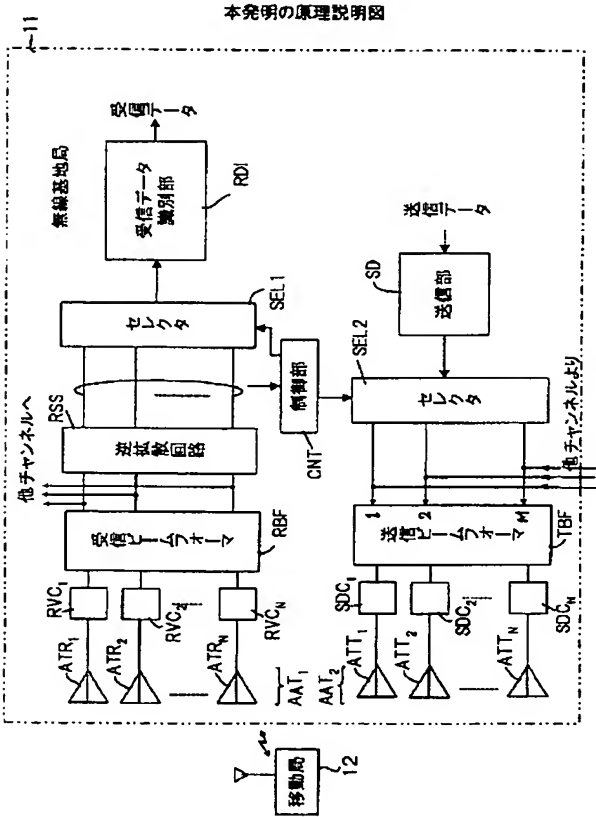 本発明の原理説明図
11
無線基地局
受信データ
受信データ
識別部
RDI
セレクタ
SEL1
他チャンネルへ
RSS
逆拡散回路
受信ビームフォーマ
RBF
RVC1
RVC2
RVCN
ATR1
ATR2
ATRN
AAT1
AAT2
制御部
CNT
送信データ
SD
送信部
SEL2
セレクタ
他チャンネルより
1
2
M
送信ビームフォーマ
TBF
SDC1
SDC2
SDCN
ATT1
ATT2
ATTN
移動局
12